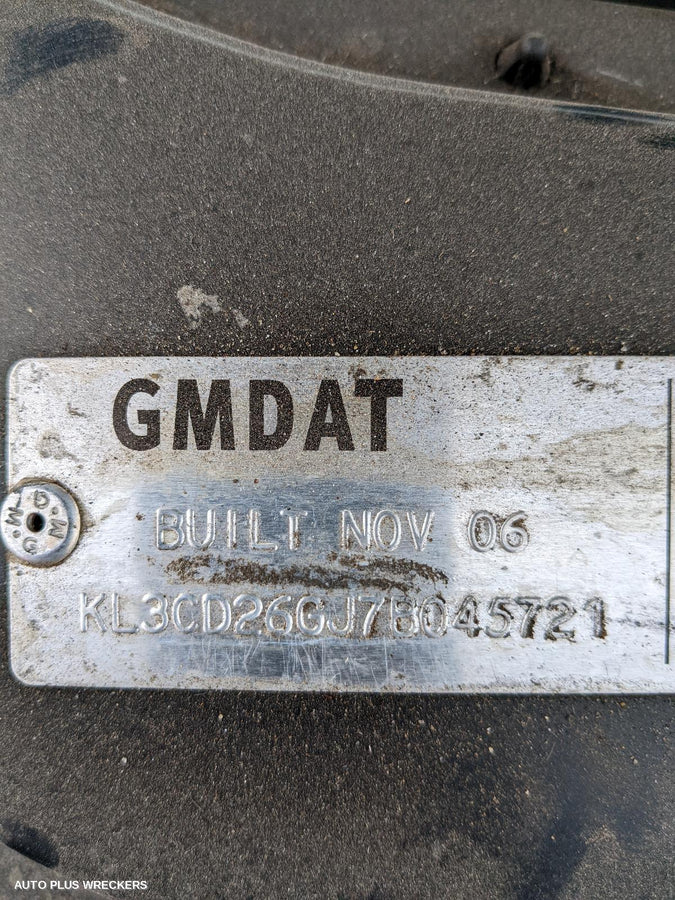 GMDAT
BUILT NOV 06
KL3CD26GJ7B045721
AUTO PLUS WRECKERS